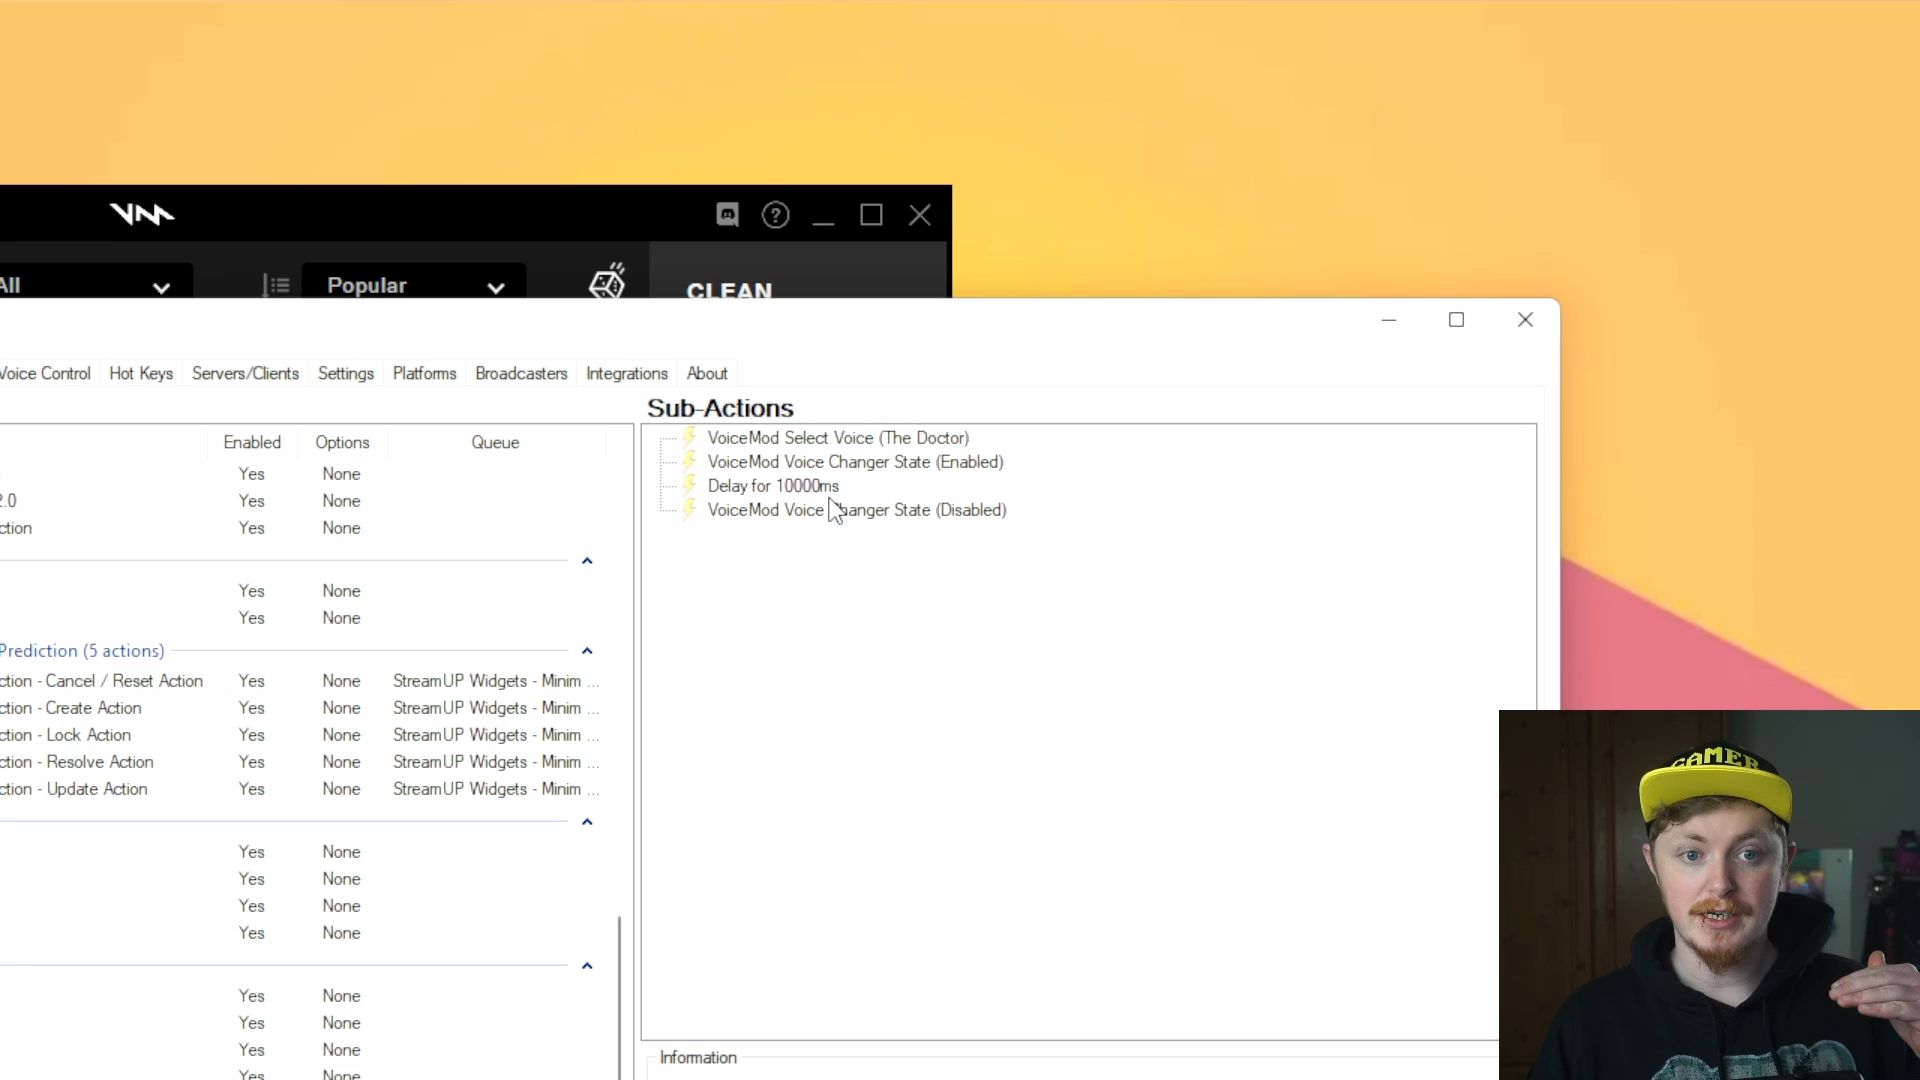 VM
All
Popular
CLEAN
Voice Control
Hot Keys
Servers/Clients
Settings
Platforms
Broadcasters
Integrations
About
Sub-Actions
Enabled Options Queue
Yes None
2.0 Yes None
ction Yes None
Yes None
Yes None
Prediction (5 actions)
ction - Cancel / Reset Action Yes None StreamUP Widgets - Minim ...
ction - Create Action Yes None StreamUP Widgets - Minim ...
ction - Lock Action Yes None StreamUP Widgets - Minim ...
ction - Resolve Action Yes None StreamUP Widgets - Minim ...
ction - Update Action Yes None StreamUP Widgets - Minim ...
Yes None
Yes None
Yes None
Yes None
Yes None
Yes None
Yes None
Yes None
VoiceMod Select Voice (The Doctor)
VoiceMod Voice Changer State (Enabled)
Delay for 10000ms
VoiceMod Voice Changer State (Disabled)
Information
GAMER